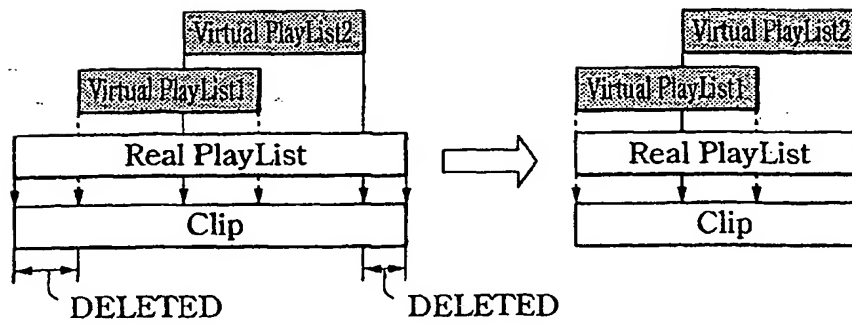 Virtual PlayList2
Virtual PlayList1
Real PlayList
Clip
DELETED
DELETED
Virtual PlayList2
Virtual PlayList1
Real PlayList
Clip